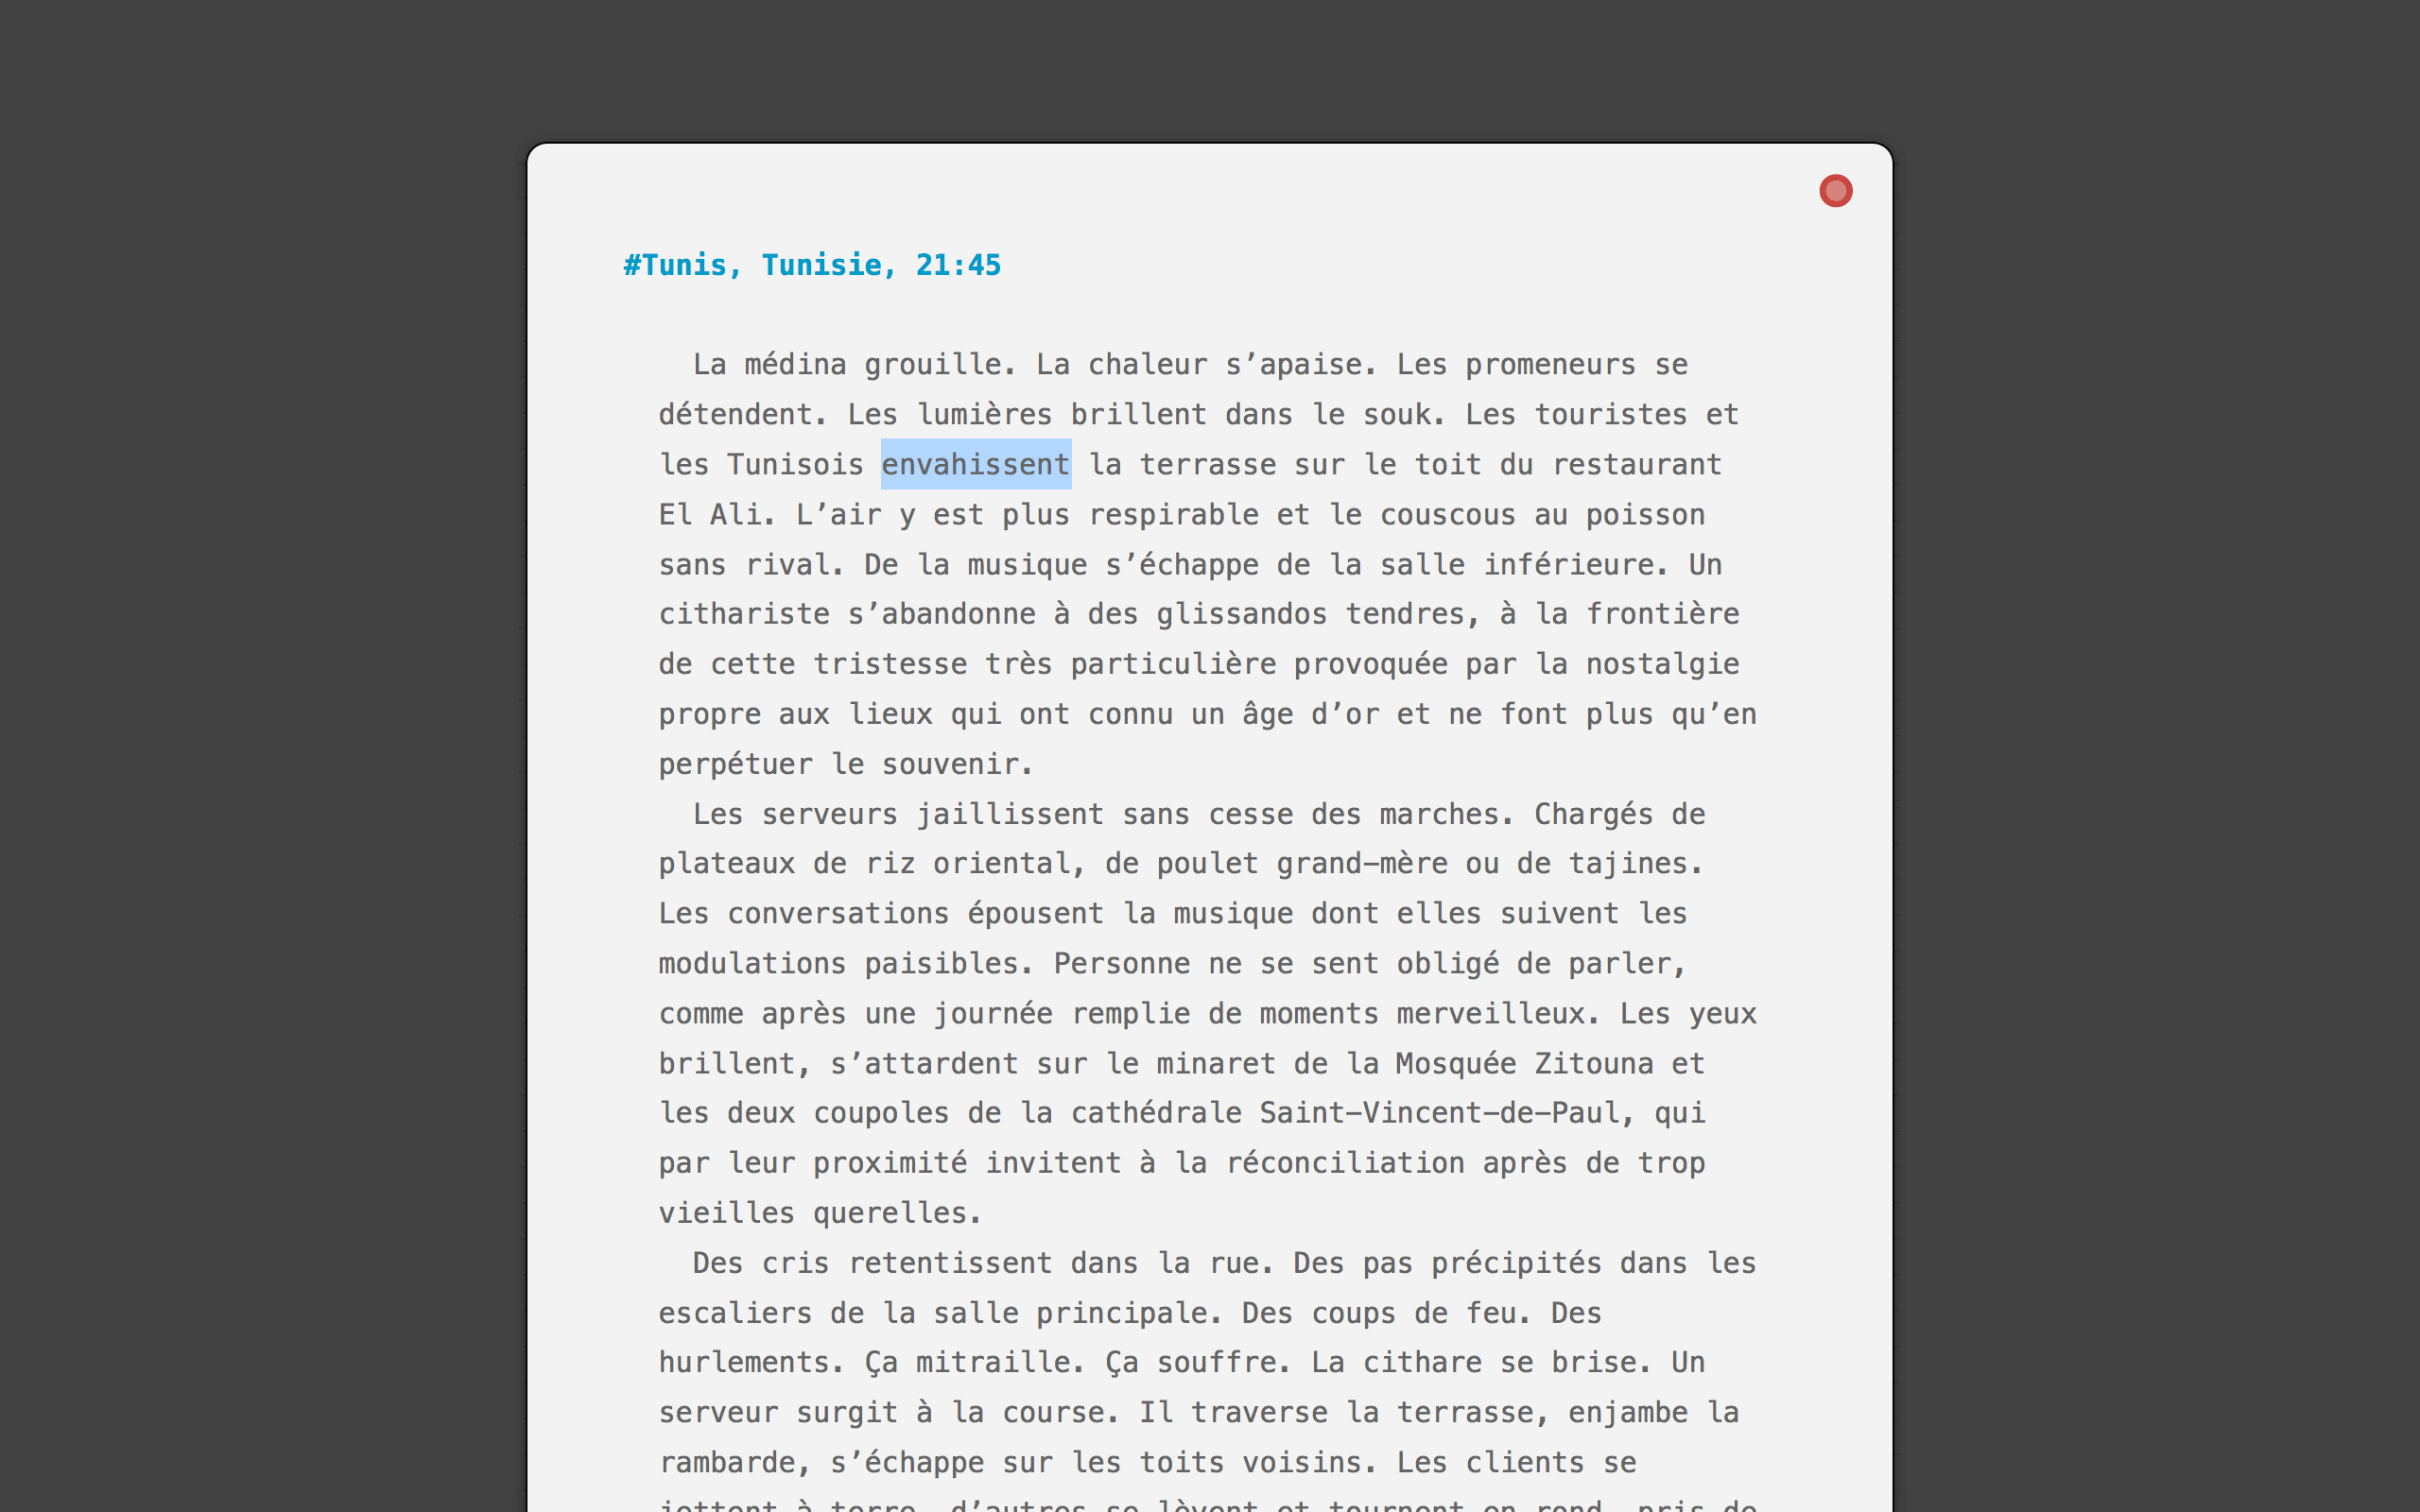 #Tunis, Tunisie, 21:45
La médina grouille. La chaleur s’apaise. Les promeneurs se
détendent. Les lumières brillent dans le souk. Les touristes et
les Tunisois envahissent la terrasse sur le toit du restaurant
El Ali. L’air y est plus respirable et le couscous au poisson
sans rival. De la musique s’échappe de la salle inférieure. Un
cithariste s’abandonne à des glissandos tendres, à la frontière
de cette tristesse très particulière provoquée par la nostalgie
propre aux lieux qui ont connu un âge d’or et ne font plus qu’en
perpétuer le souvenir.
Les serveurs jaillissent sans cesse des marches. Chargés de
plateaux de riz oriental, de poulet grand-mère ou de tajines.
Les conversations épousent la musique dont elles suivent les
modulations paisibles. Personne ne se sent obligé de parler,
comme après une journée remplie de moments merveilleux. Les yeux
brillent, s’attardent sur le minaret de la Mosquée Zitouna et
les deux coupoles de la cathédrale Saint-Vincent-de-Paul, qui
par leur proximité invitent à la réconciliation après de trop
vieilles querelles.
Des cris retentissent dans la rue. Des pas précipités dans les
escaliers de la salle principale. Des coups de feu. Des
hurlements. Ça mitraille. Ça souffre. La cithare se brise. Un
serveur surgit à la course. Il traverse la terrasse, enjambe la
rambarde, s’échappe sur les toits voisins. Les clients se
jettent à terre, d’autres se lèvent et tournent en rond, pris de